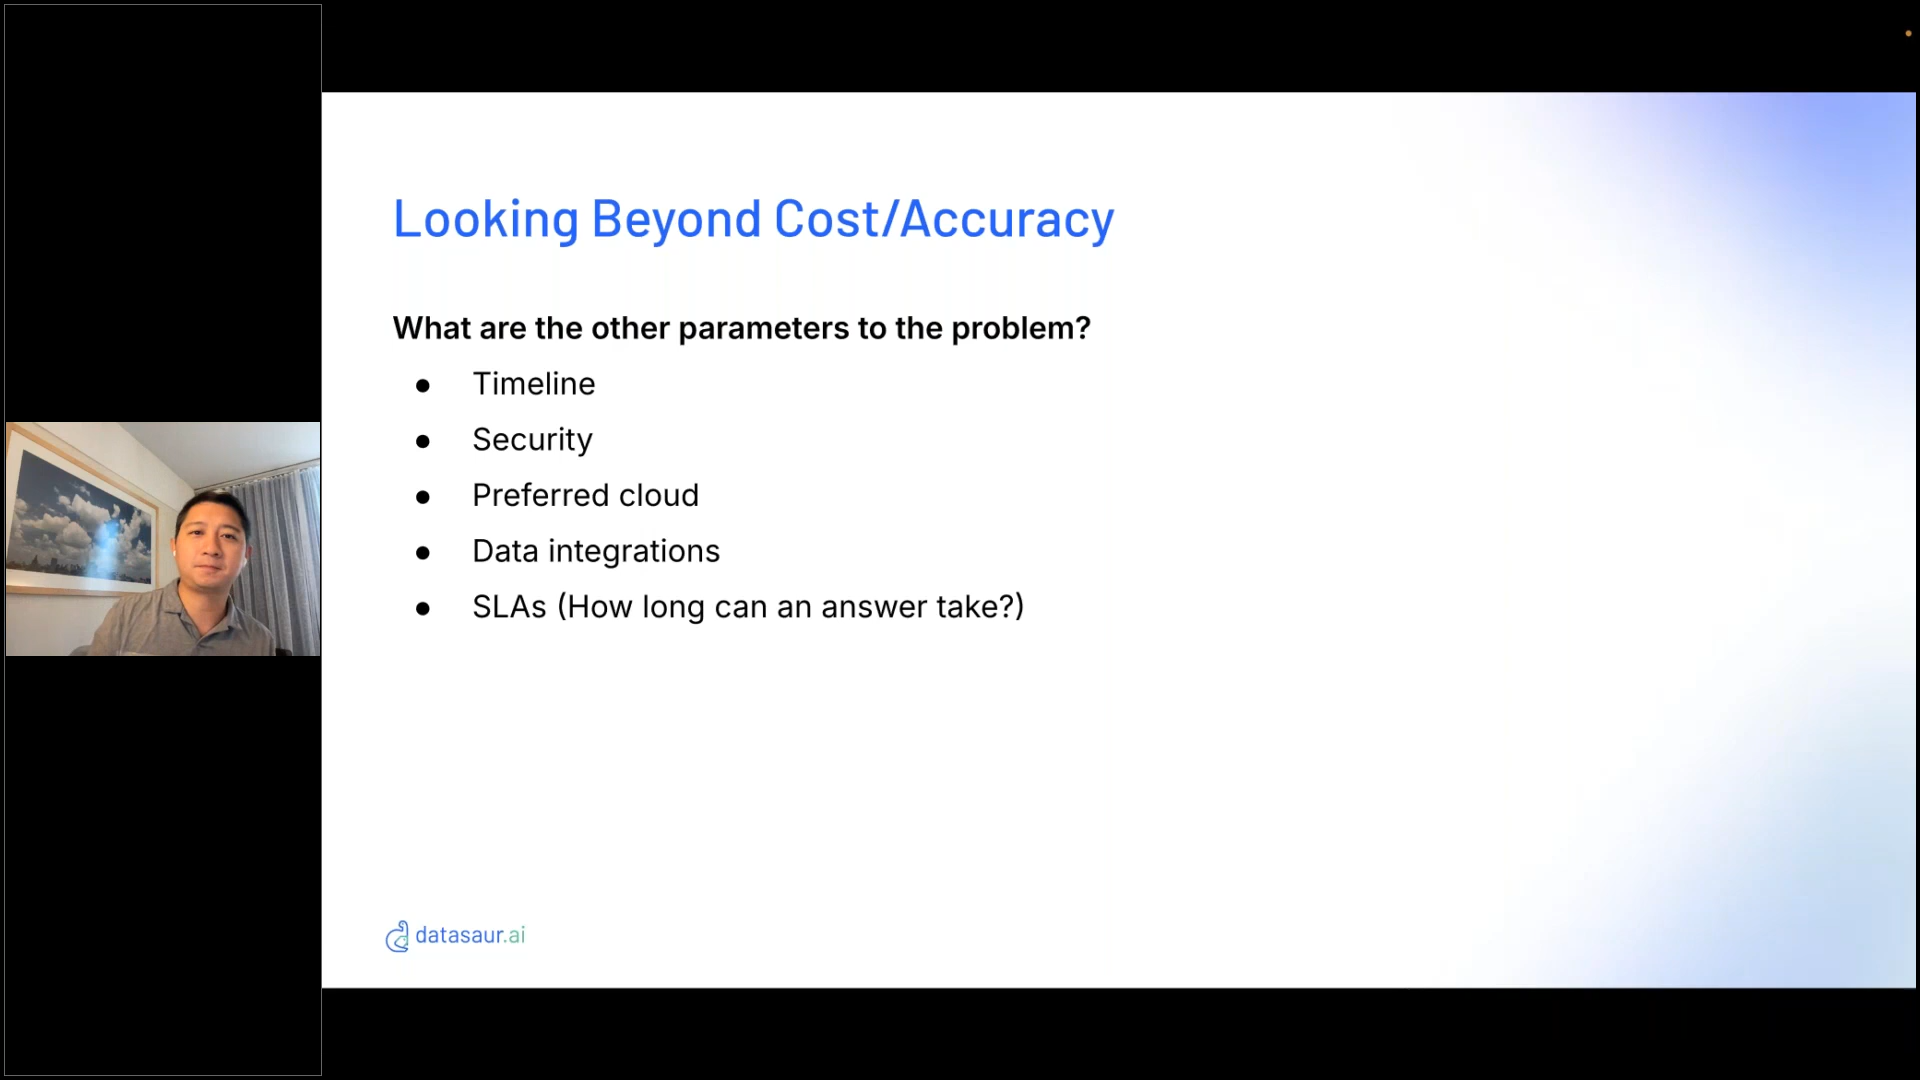 Looking Beyond Cost/Accuracy
What are the other parameters to the problem?
● Timeline
● Security
● Preferred cloud
● Data integrations
● SLAs (How long can an answer take?)
datasaur.ai